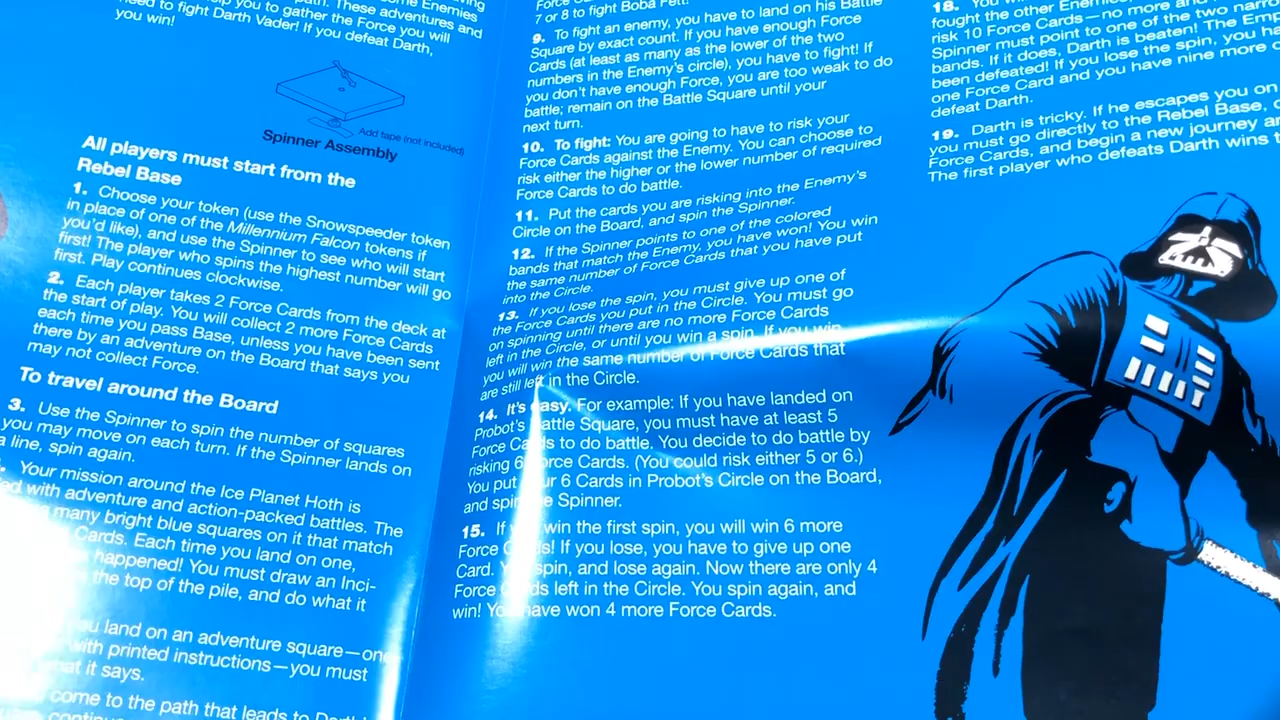 you to gather the Force you will
need to fight Darth Vader! If you defeat Darth,
you win!
Add tape (not included)
Spinner Assembly
All players must start from the
Rebel Base
1. Choose your token (use the Snowspeeder token
in place of one of the Millennium Falcon tokens if
you'd like), and use the Spinner to see who will start
first! The player who spins the highest number will go
first. Play continues clockwise.
2. Each player takes 2 Force Cards from the deck at
the start of play. You will collect 2 more Force Cards
each time you pass Base, unless you have been sent
there by an adventure on the Board that says you
may not collect Force.
To travel around the Board
3. Use the Spinner to spin the number of squares
you may move on each turn. If the Spinner lands on
a line, spin again.
Your mission around the Ice Planet Hoth is
with adventure and action-packed battles. The
many bright blue squares on it that match
Cards. Each time you land on one,
happened! You must draw an Inci-
the top of the pile, and do what it
land on an adventure square—one
with printed instructions—you must
it says.
come to the path that leads to
7 or 8 to fight Boba Fett!
9. To fight an enemy, you have to land on his Battle
Square by exact count. If you have enough Force
Cards (at least as many as the lower of the two
numbers in the Enemy's circle), you have to fight! If
you don't have enough Force, you are too weak to do
battle; remain on the Battle Square until your
next turn.
10. To fight: You are going to have to risk your
Force Cards against the Enemy. You can choose to
risk either the higher or the lower number of required
Force Cards to do battle.
11. Put the cards you are risking into the Enemy's
Circle on the Board, and spin the Spinner.
12. If the Spinner points to one of the colored
bands that match the Enemy, you have won! You win
the same number of Force Cards that you have put
into the Circle.
13. If you lose the spin, you must give up one of
the Force Cards you put in the Circle. You must go
on spinning until there are no more Force Cards
left in the Circle, or until you win a spin. If you win
you will win the same number of Force Cards that
are still left in the Circle.
14. It's easy. For example: If you have landed on
Probot's Battle Square, you must have at least 5
Force Cards to do battle. You decide to do battle by
risking 6 Force Cards. (You could risk either 5 or 6.)
You put your 6 Cards in Probot's Circle on the Board,
and spin the Spinner.
15. If you win the first spin, you will win 6 more
Force Cards! If you lose, you have to give up one
Card. You spin, and lose again. Now there are only 4
Force Cards left in the Circle. You spin again, and
win! You have won 4 more Force Cards.
18.
fought the other
risk 10 Force Cards—no more and
Spinner must point to one of the two
bands. If it does, Darth is beaten! The
been defeated! If you lose the spin, you
one Force Card and you have nine more
defeat Darth.
19. Darth is tricky. If he escapes you on
you must go directly to the Rebel Base,
Force Cards, and begin a new journey
The first player who defeats Darth wins